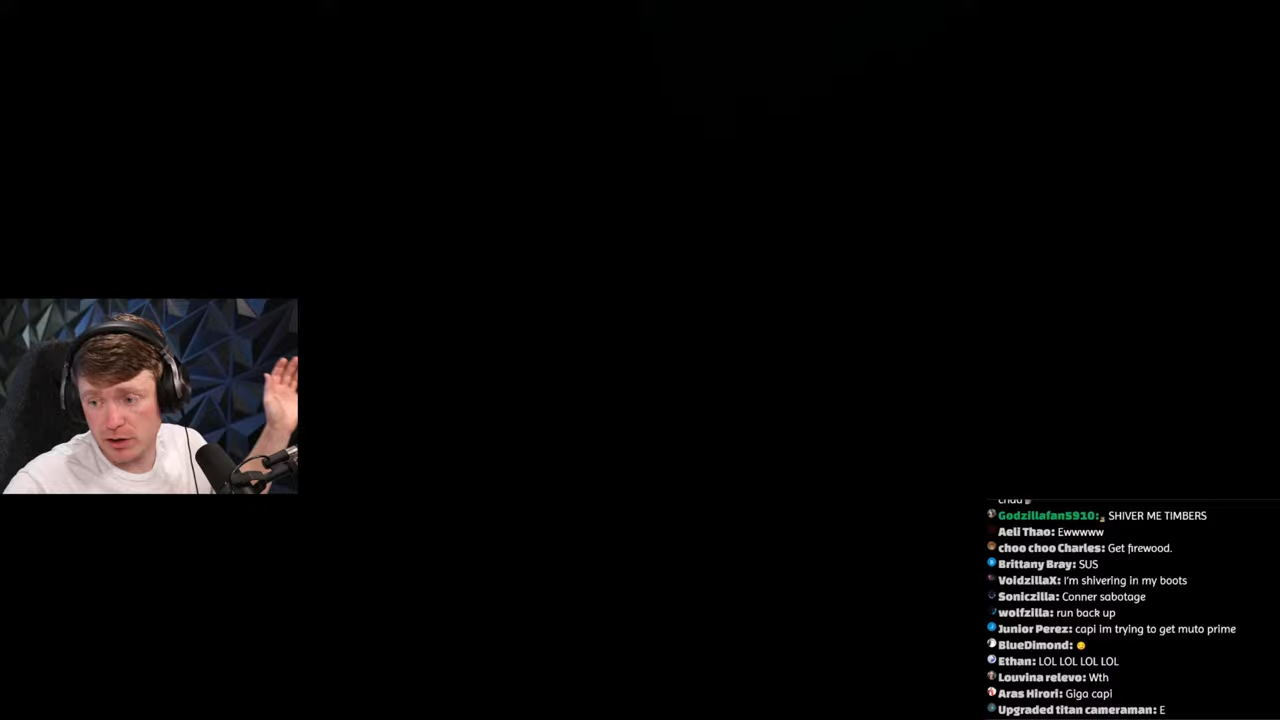 Godzillafan5910: SHIVER ME TIMBERS
Aeli Thao: Ewwwww
choo choo Charles: Get firewood.
Brittany Bray: SUS
VoidzillaX: I'm shivering in my boots
Soniczilla: Conner sabotage
wolfzilla: run back up
Junior Perez: capi im trying to get muto prime
BlueDimond: 😏
Ethan: LOL LOL LOL LOL
Louvina relevo: Wth
Aras Hirori: Giga capi
Upgraded titan cameraman: E